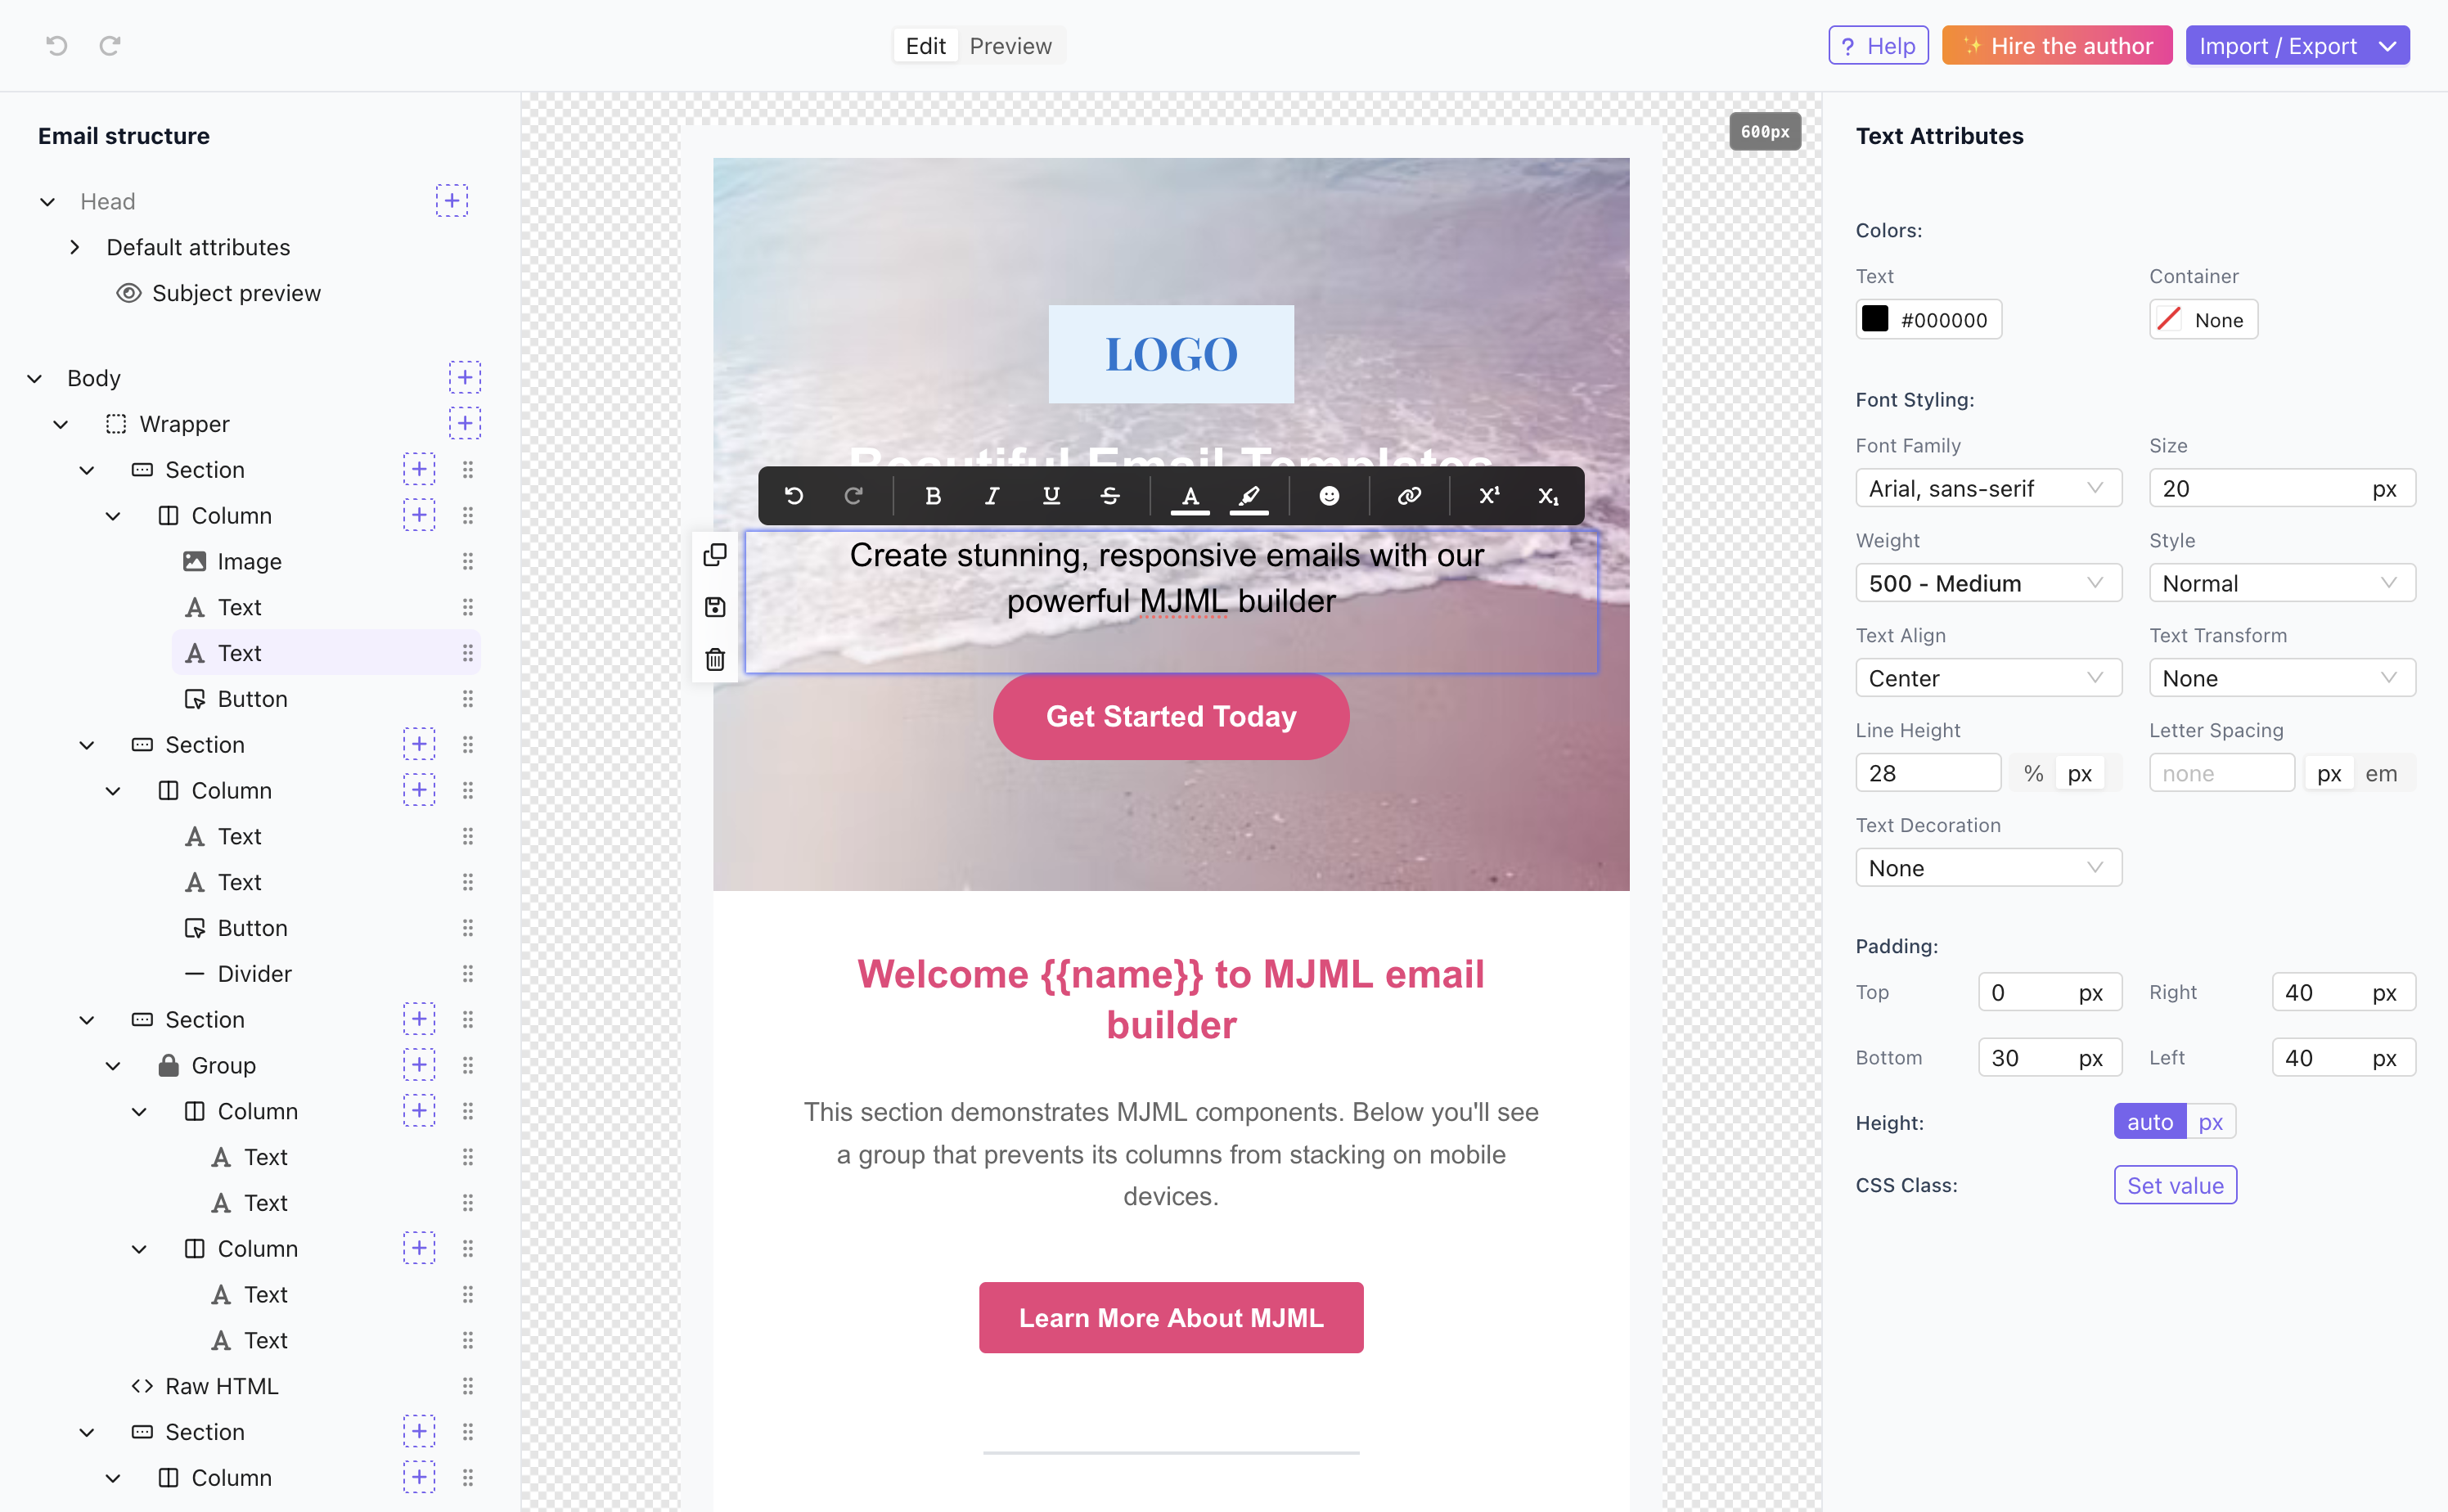 Edit
Preview
? Help
✨ Hire the author
Import / Export
Email structure
Head
Default attributes
Subject preview
Body
Wrapper
Section
Column
Image
Text
Text
Button
Section
Column
Text
Text
Button
Divider
Section
Group
Column
Text
Text
Column
Text
Text
Raw HTML
Section
Column
600px
LOGO
Beautiful Email Templates
B I U S A X¹ X₁
Create stunning, responsive emails with our
powerful MJML builder
Get Started Today
Welcome {{name}} to MJML email
builder
This section demonstrates MJML components. Below you'll see
a group that prevents its columns from stacking on mobile
devices.
Learn More About MJML
Text Attributes
Colors:
Text
Container
#000000
None
Font Styling:
Font Family
Size
Arial, sans-serif
20 px
Weight
Style
500 - Medium
Normal
Text Align
Text Transform
Center
None
Line Height
Letter Spacing
28 % px
none px em
Text Decoration
None
Padding:
Top 0 px Right 40 px
Bottom 30 px Left 40 px
Height: auto px
CSS Class: Set value